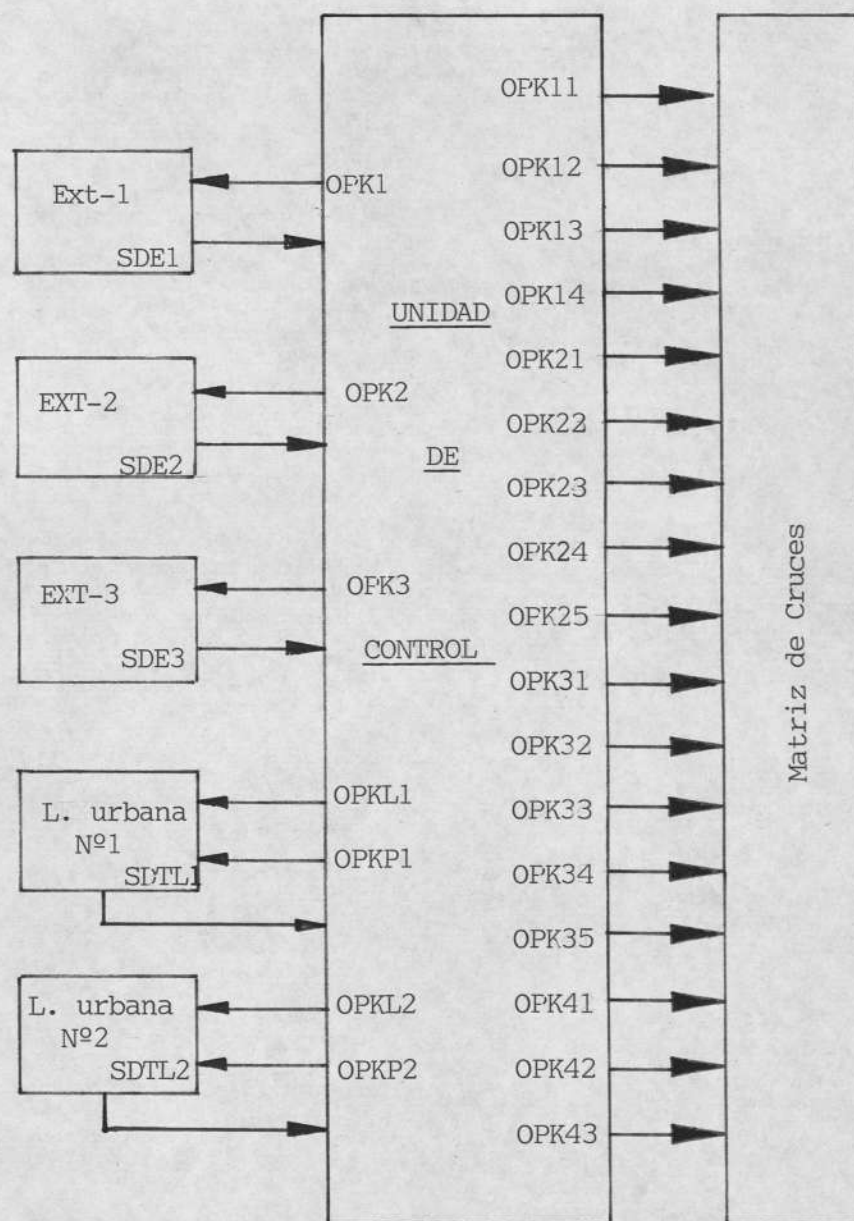 OPK11
OPK12
OPK13
OPK14
OPK21
OPK22
OPK23
OPK24
OPK25
OPK31
OPK32
OPK33
OPK34
OPK35
OPK41
OPK42
OPK43
UNIDAD
DE
CONTROL
Ext-1
SDE1
OPK1
EXT-2
SDE2
OPK2
EXT-3
SDE3
OPK3
L. urbana
Nº1
SDTL1
OPKL1
OPKP1
L. urbana
Nº2
SDTL2
OPKL2
OPKP2
Matriz de Cruces